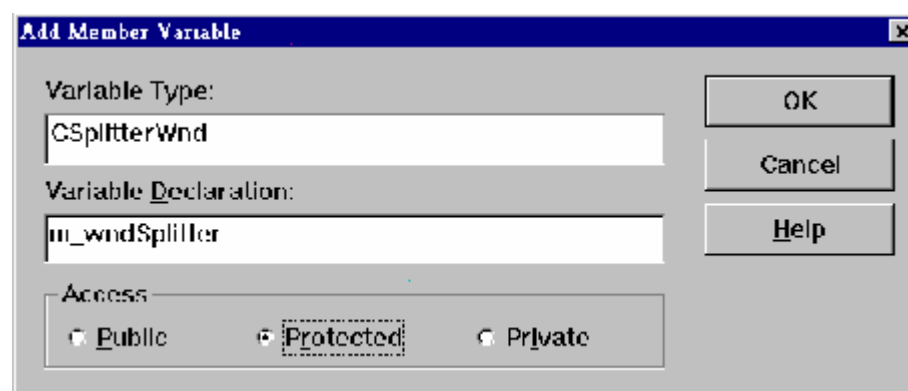 Add Member Variable
Variable Type:
OK
CSplitterWnd
Cancel
Variable Declaration:
m_wndSplitter
Help
Access
Public Protected Private